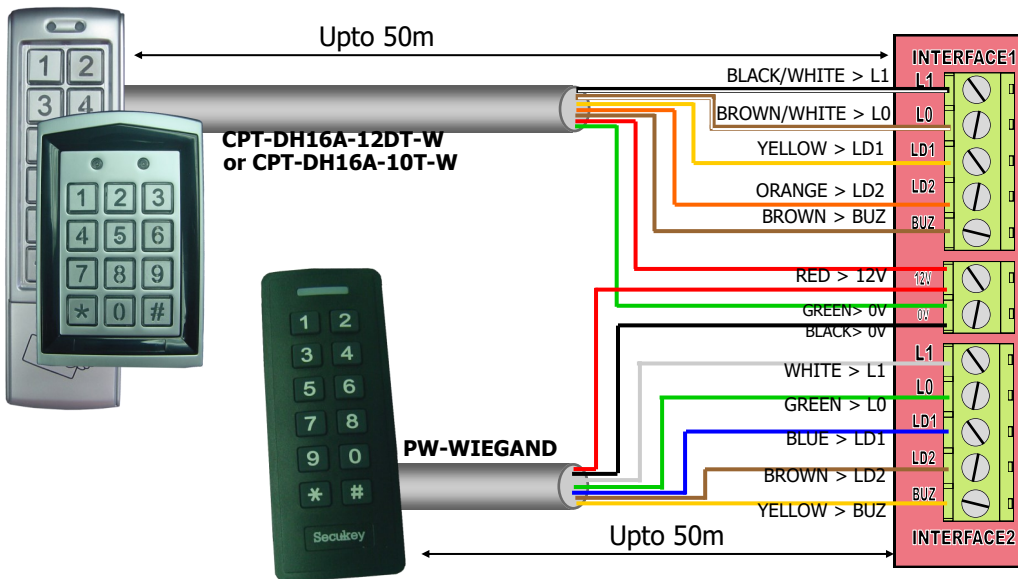 Upto 50m
INTERFACE1
BLACK/WHITE > L1
L1
BROWN/WHITE > L0
L0
YELLOW > LD1
LD1
ORANGE > LD2
LD2
BROWN > BUZ
BUZ
CPT-DH16A-12DT-W
or CPT-DH16A-10T-W
1 2
3 4
1 2 3
4 5 6
7 8 9
* 0 #
RED > 12V
12V
GREEN> 0V
0V
BLACK> 0V
WHITE > L1
L1
GREEN > L0
L0
BLUE > LD1
LD1
BROWN > LD2
LD2
YELLOW > BUZ
BUZ
INTERFACE2
PW-WIEGAND
1 2
3 4
5 6
7 8
9 0
* #
Secukey
Upto 50m